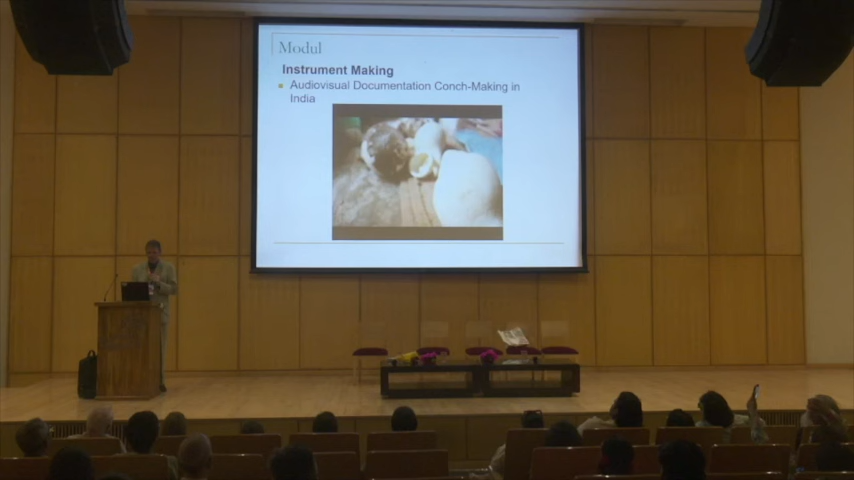 Modul
Instrument Making
Audiovisual Documentation Conch-Making in
India